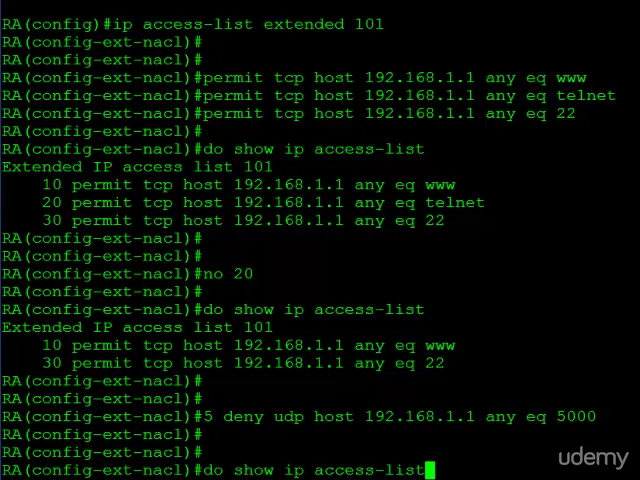 RA(config)#ip access-list extended 101
RA(config-ext-nacl)#
RA(config-ext-nacl)#
RA(config-ext-nacl)#permit tcp host 192.168.1.1 any eq www
RA(config-ext-nacl)#permit tcp host 192.168.1.1 any eq telnet
RA(config-ext-nacl)#permit tcp host 192.168.1.1 any eq 22
RA(config-ext-nacl)#
RA(config-ext-nacl)#do show ip access-list
Extended IP access list 101
    10 permit tcp host 192.168.1.1 any eq www
    20 permit tcp host 192.168.1.1 any eq telnet
    30 permit tcp host 192.168.1.1 any eq 22
RA(config-ext-nacl)#
RA(config-ext-nacl)#
RA(config-ext-nacl)#no 20
RA(config-ext-nacl)#
RA(config-ext-nacl)#do show ip access-list
Extended IP access list 101
    10 permit tcp host 192.168.1.1 any eq www
    30 permit tcp host 192.168.1.1 any eq 22
RA(config-ext-nacl)#
RA(config-ext-nacl)#
RA(config-ext-nacl)#5 deny udp host 192.168.1.1 any eq 5000
RA(config-ext-nacl)#
RA(config-ext-nacl)#
RA(config-ext-nacl)#do show ip access-list
udemy